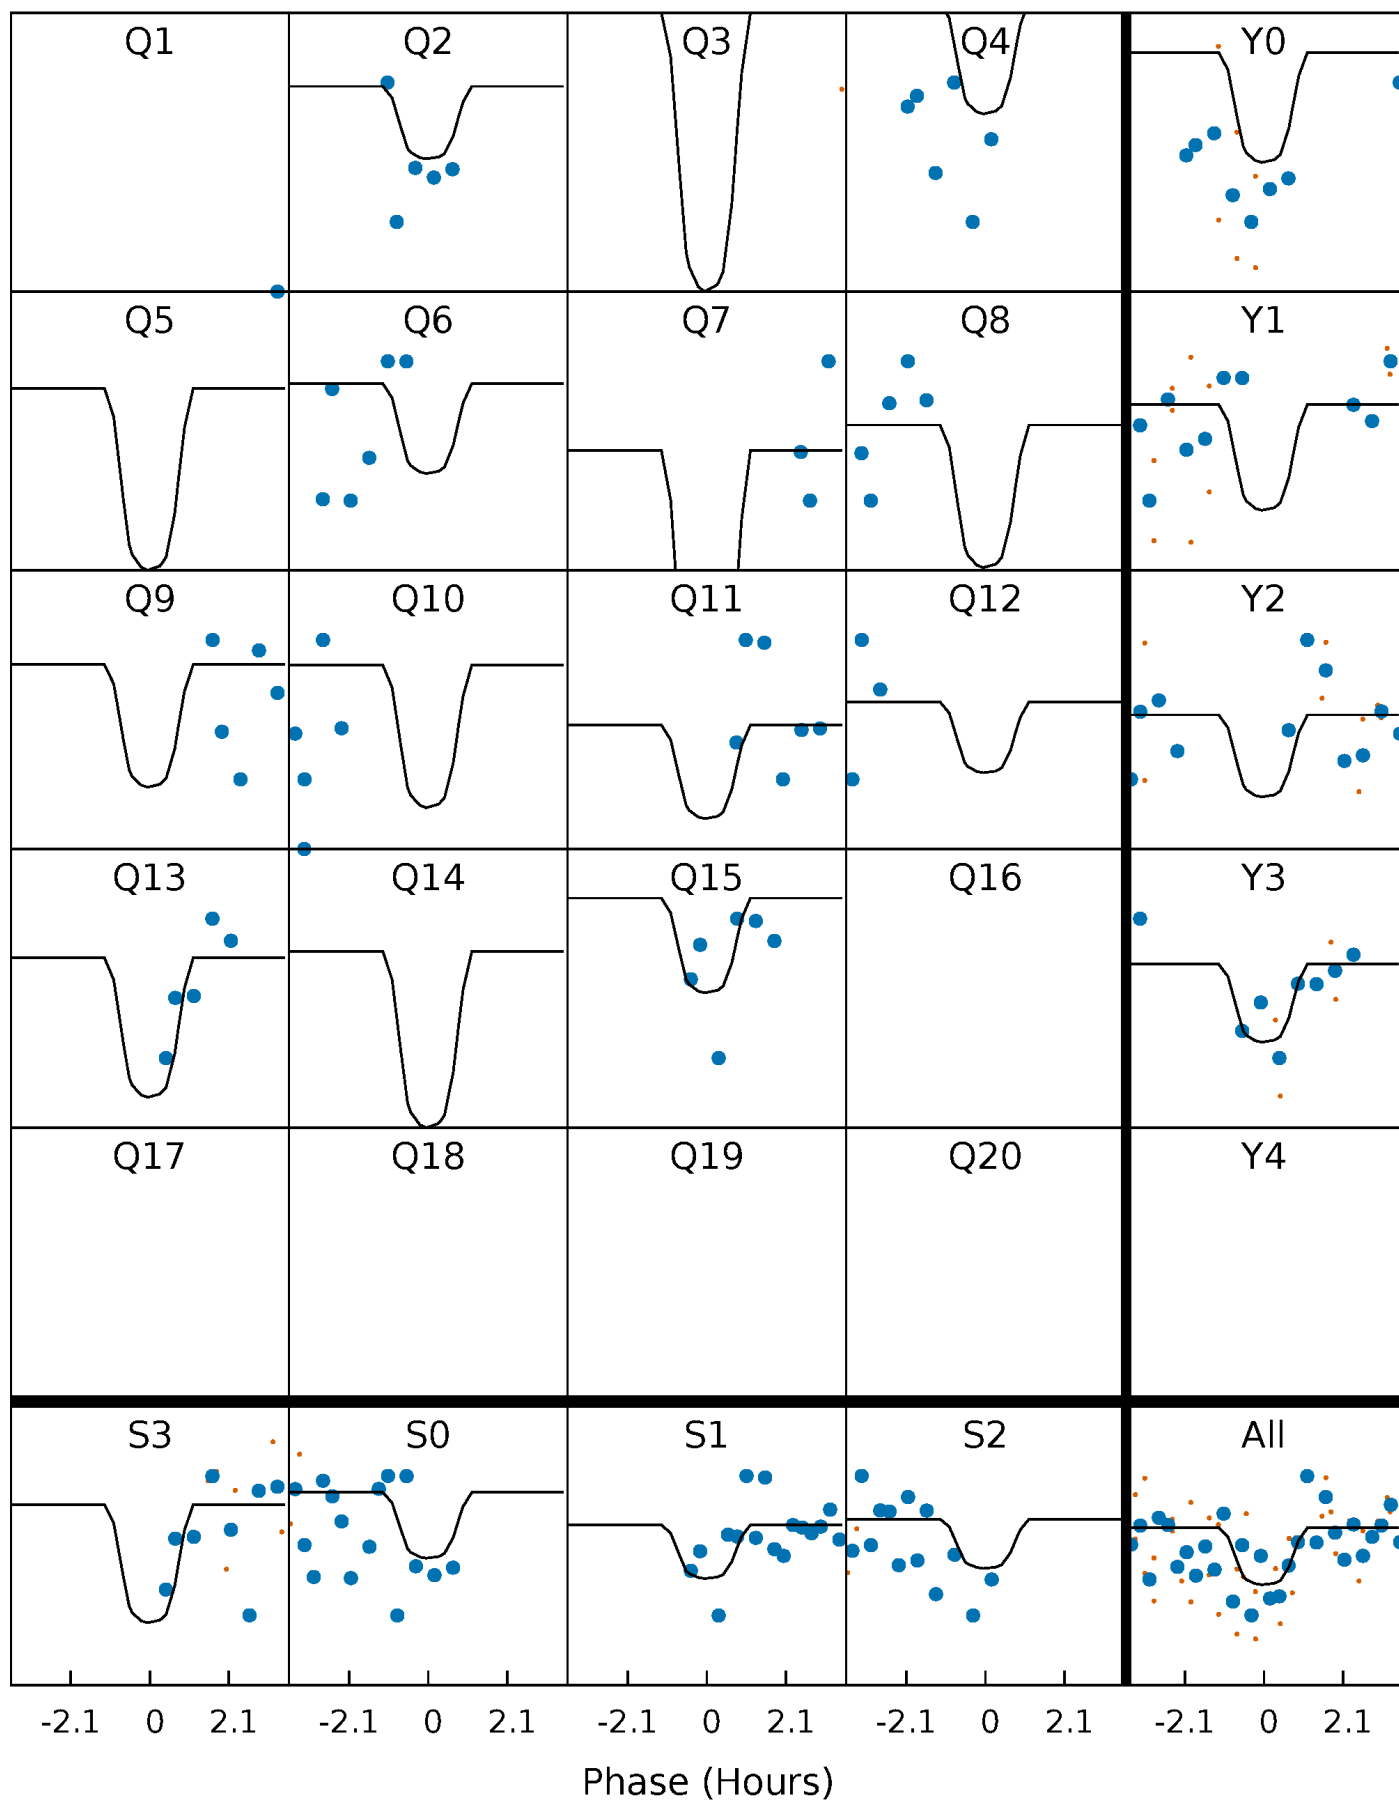 Q1 Q2 Q3 Q4 Y0
Q5 Q6 Q7 Q8 Y1
Q9 Q10 Q11 Q12 Y2
Q13 Q14 Q15 Q16 Y3
Q17 Q18 Q19 Q20 Y4
S3 S0 S1 S2 All
-2.1 0 2.1 -2.1 0 2.1 -2.1 0 2.1 -2.1 0 2.1 -2.1 0 2.1
Phase (Hours)